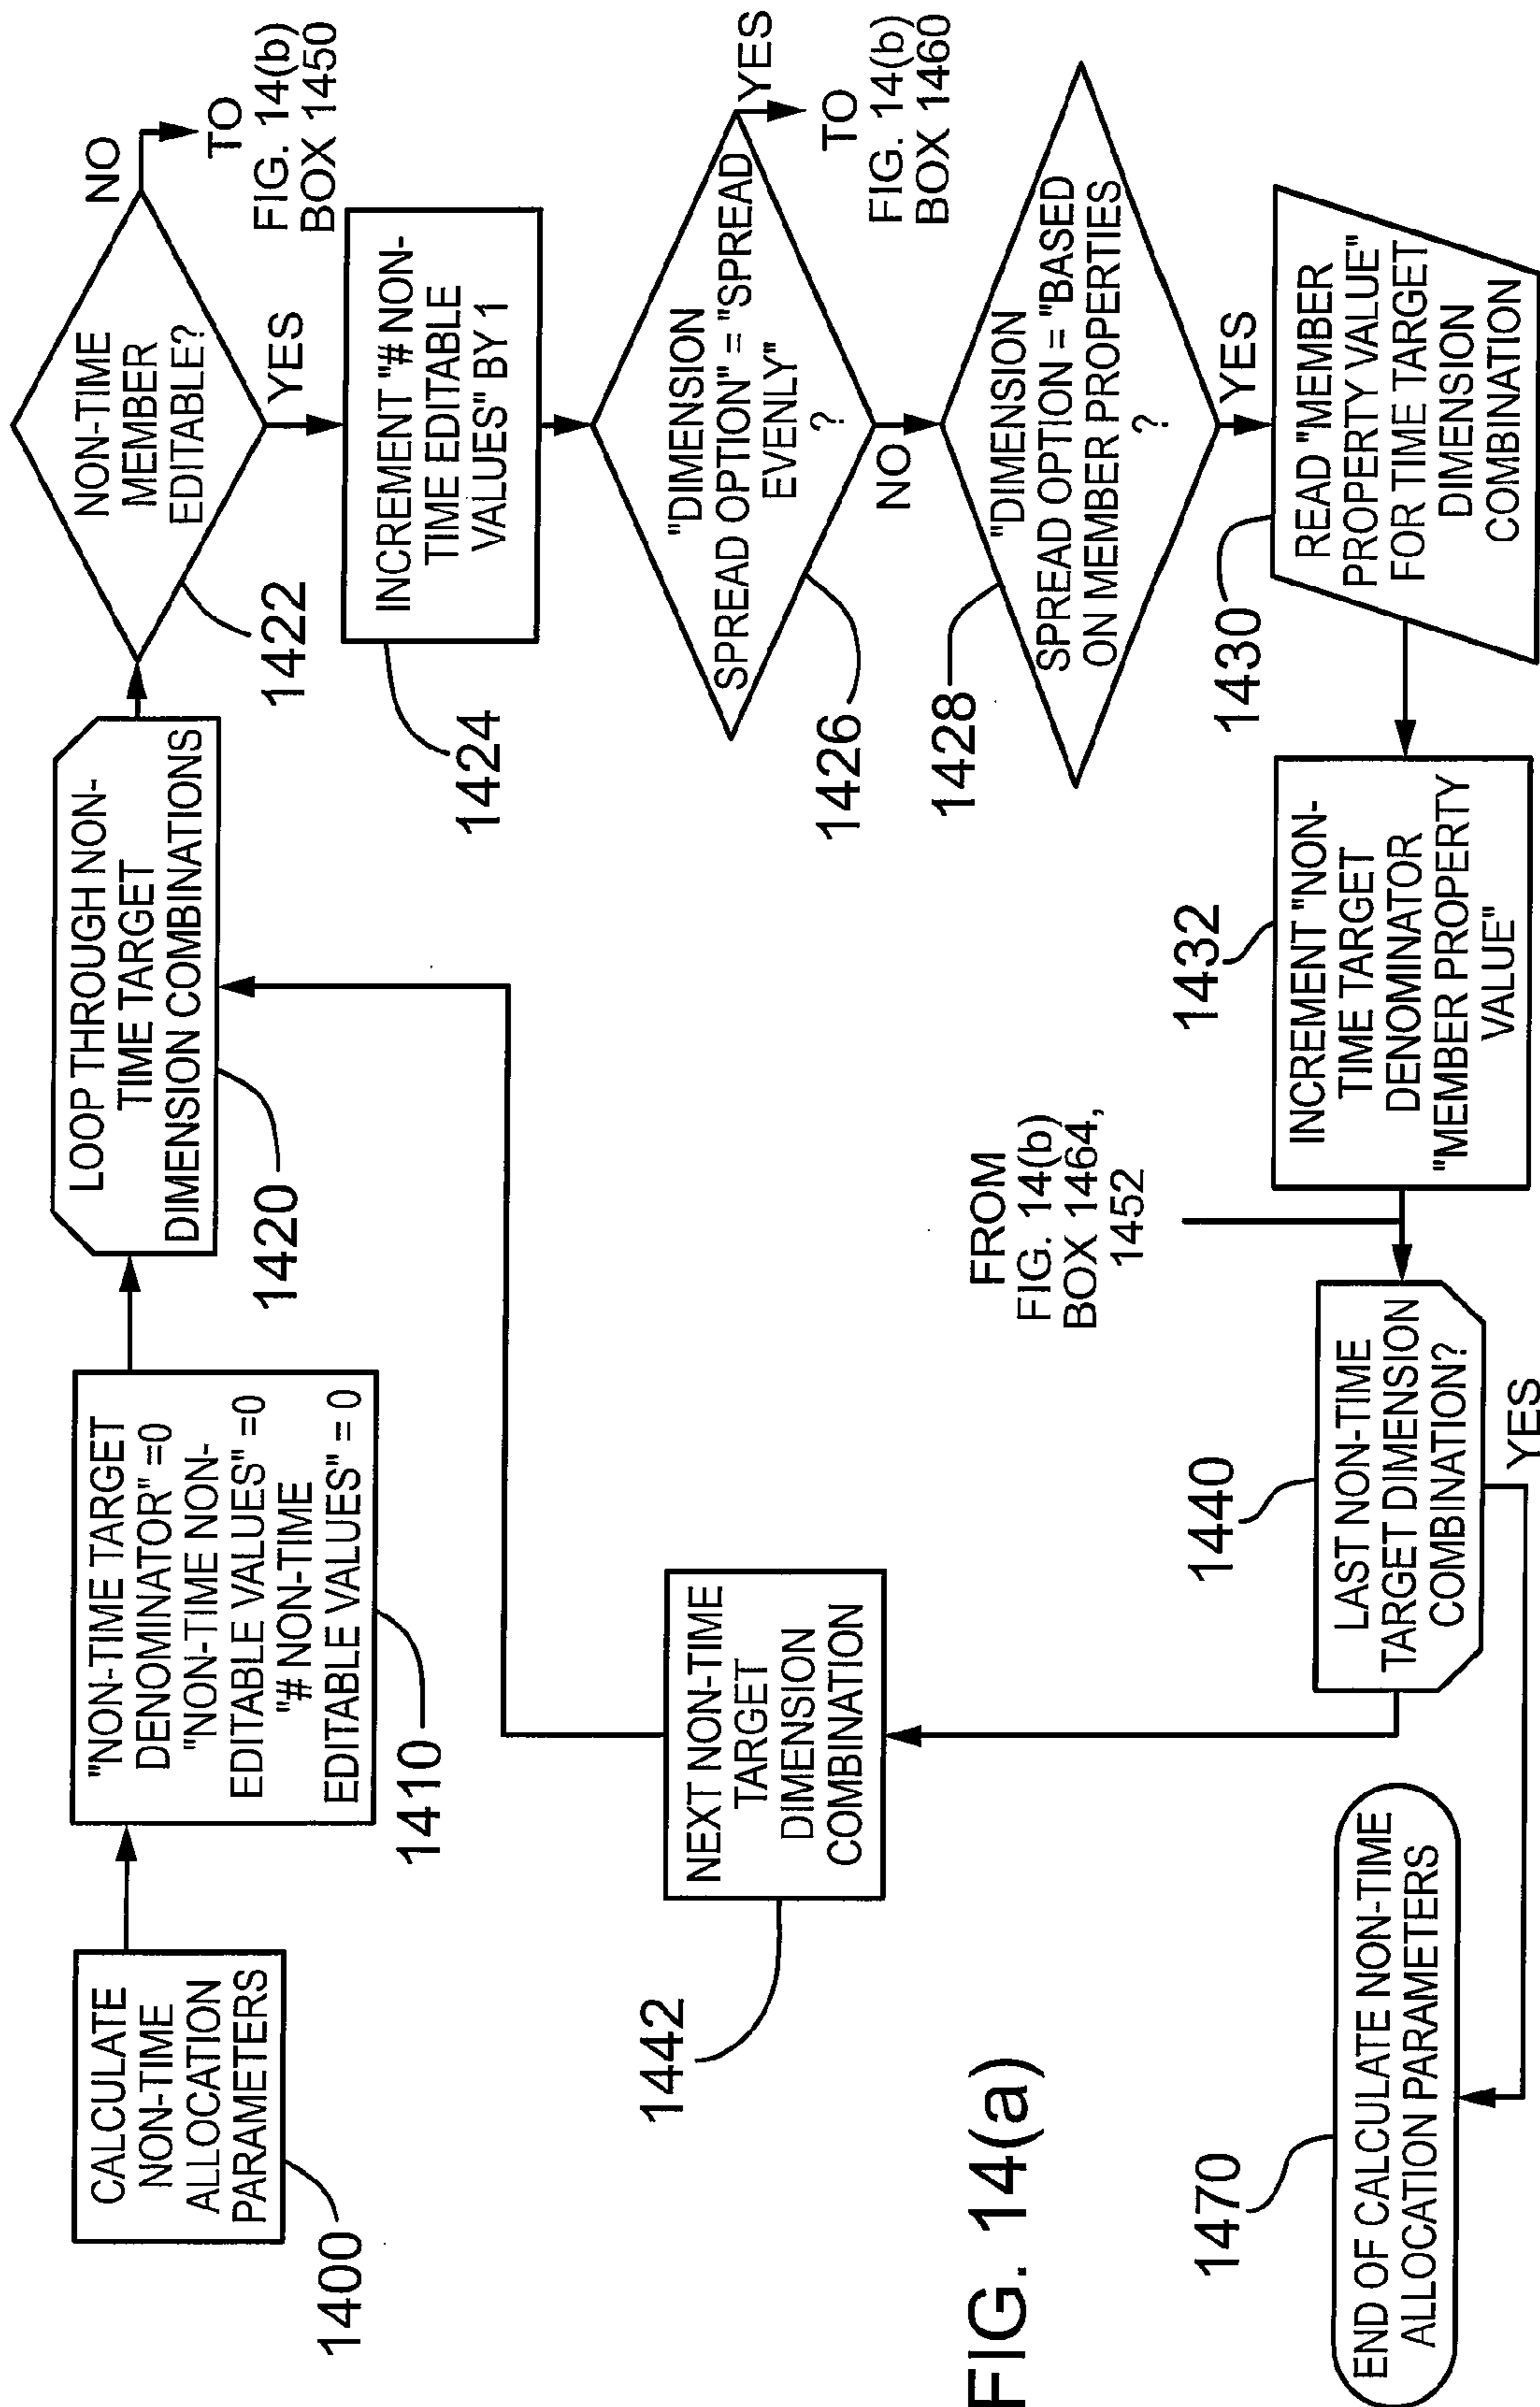 CALCULATE
NON-TIME
ALLOCATION
PARAMETERS
1400
"NON-TIME TARGET
DENOMINATOR" =0
"NON-TIME NON-
EDITABLE VALUES" =0
"# NON-TIME
EDITABLE VALUES" = 0
1410
LOOP THROUGH NON-
TIME TARGET
DIMENSION COMBINATIONS
1420
NON-TIME
MEMBER
EDITABLE?
1422
NO
TO
FIG. 14(b)
BOX 1450
YES
INCREMENT "# NON-
TIME EDITABLE
VALUES" BY 1
1424
"DIMENSION
SPREAD OPTION" = "SPREAD
EVENLY"
?
1426
YES
TO
FIG. 14(b)
BOX 1460
NO
"DIMENSION
SPREAD OPTION = "BASED
ON MEMBER PROPERTIES
?
1428
YES
READ "MEMBER
PROPERTY VALUE"
FOR TIME TARGET
DIMENSION
COMBINATION
1430
INCREMENT "NON-
TIME TARGET
DENOMINATOR
"MEMBER PROPERTY
VALUE"
1432
FROM
FIG. 14(b)
BOX 1464,
1452
LAST NON-TIME
TARGET DIMENSION
COMBINATION?
1440
YES
NEXT NON-TIME
TARGET
DIMENSION
COMBINATION
1442
END OF CALCULATE NON-TIME
ALLOCATION PARAMETERS
1470
FIG. 14(a)